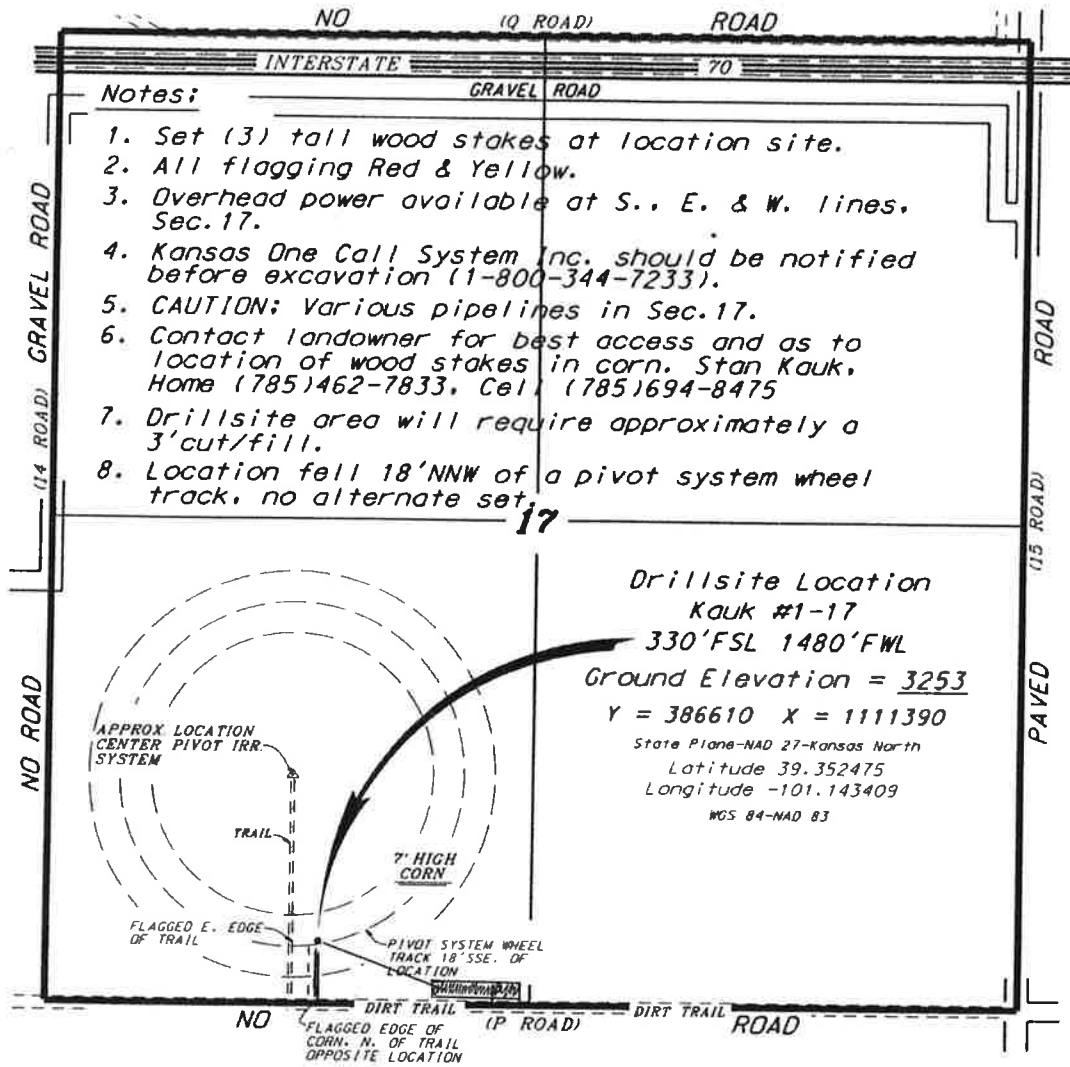 NO (Q ROAD) ROAD
INTERSTATE 70
GRAVEL ROAD
Notes:
1. Set (3) tall wood stakes at location site.
2. All flagging Red & Yellow.
3. Overhead power available at S., E. & W. lines,
Sec.17.
4. Kansas One Call System Inc. should be notified
before excavation (1-800-344-7233).
5. CAUTION: Various pipelines in Sec.17.
6. Contact landowner for best access and as to
location of wood stakes in corn. Stan Kauk,
Home (785)462-7833, Cell (785)694-8475
7. Drillsite area will require approximately a
3'cut/fill.
8. Location fell 18'NNW of a pivot system wheel
track, no alternate set.
17
(14 ROAD) GRAVEL ROAD
NO ROAD
ROAD
(15 ROAD)
PAVED
Drillsite Location
Kauk #1-17
330'FSL 1480'FWL
Ground Elevation = 3253
Y = 386610 X = 1111390
State Plane-NAD 27-Kansas North
Latitude 39.352475
Longitude -101.143409
WGS 84-NAD 83
APPROX. LOCATION
CENTER PIVOT IRR.
SYSTEM
TRAIL
7' HIGH
CORN
FLAGGED E. EDGE
OF TRAIL
PIVOT SYSTEM WHEEL
TRACK 18'SSE. OF
LOCATION
DIRT TRAIL DIRT TRAIL
NO (P ROAD) ROAD
FLAGGED EDGE OF
CORN. N. OF TRAIL
OPPOSITE LOCATION